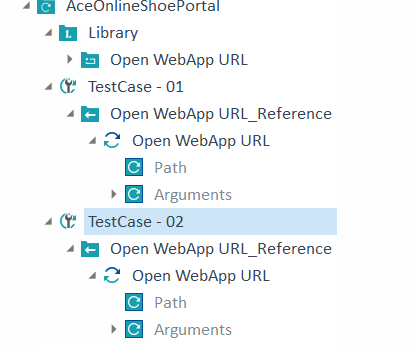 AceOnlineShoePortal
Library
Open WebApp URL
TestCase - 01
Open WebApp URL_Reference
Open WebApp URL
Path
Arguments
TestCase - 02
Open WebApp URL_Reference
Open WebApp URL
Path
Arguments